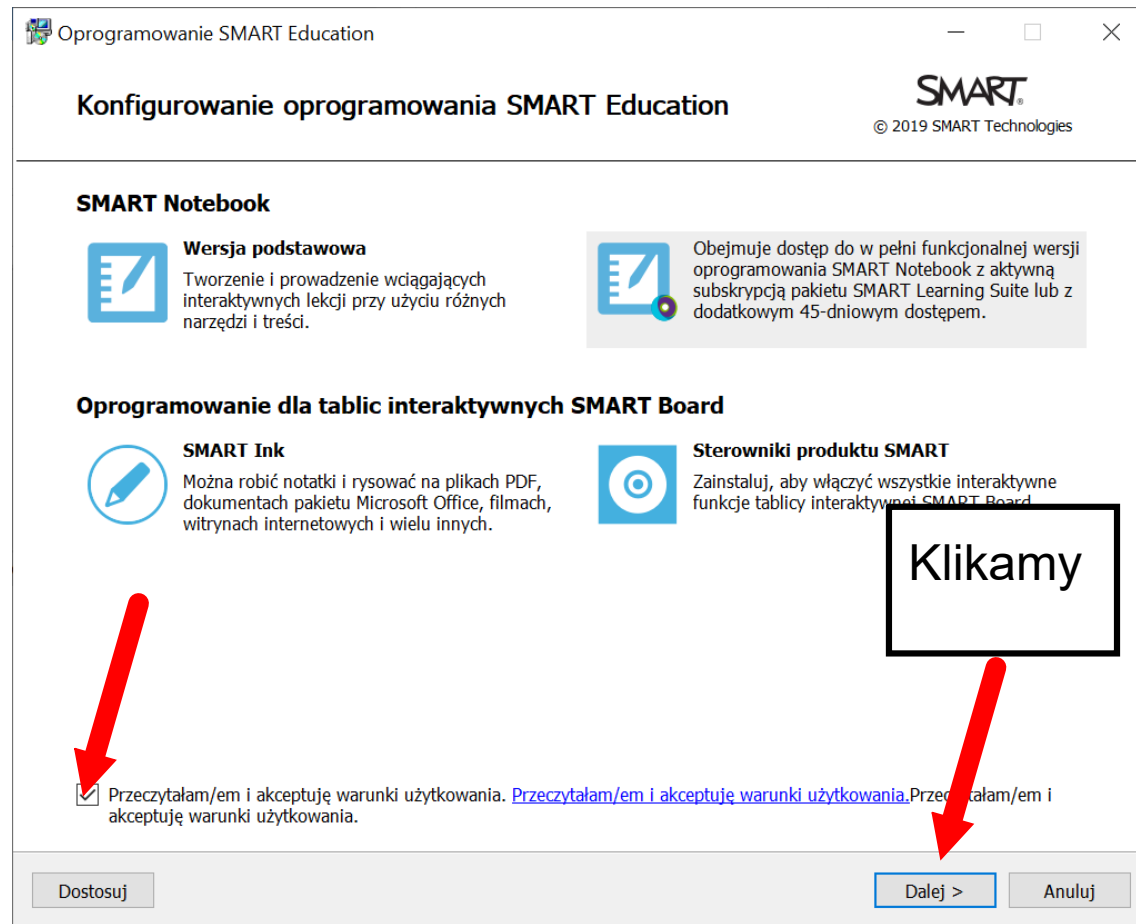 Oprogramowanie SMART Education
Konfigurowanie oprogramowania SMART Education
SMART
© 2019 SMART Technologies
SMART Notebook
Wersja podstawowa
Tworzenie i prowadzenie wciągających
interaktywnych lekcji przy użyciu różnych
narzędzi i treści.
Obejmuje dostęp do w pełni funkcjonalnej wersji
oprogramowania SMART Notebook z aktywną
subskrypcją pakietu SMART Learning Suite lub z
dodatkowym 45-dniowym dostępem.
Oprogramowanie dla tablic interaktywnych SMART Board
SMART Ink
Można robić notatki i rysować na plikach PDF,
dokumentach pakietu Microsoft Office, filmach,
witrynach internetowych i wielu innych.
Sterowniki produktu SMART
Zainstaluj, aby włączyć wszystkie interaktywne
funkcje tablicy interaktywnej SMART Board
Klikamy
Przeczytałam/em i akceptuję warunki użytkowania. Przeczytałam/em i akceptuję warunki użytkowania.Przeczytałam/em i
akceptuję warunki użytkowania.
Dostosuj
Dalej >
Anuluj